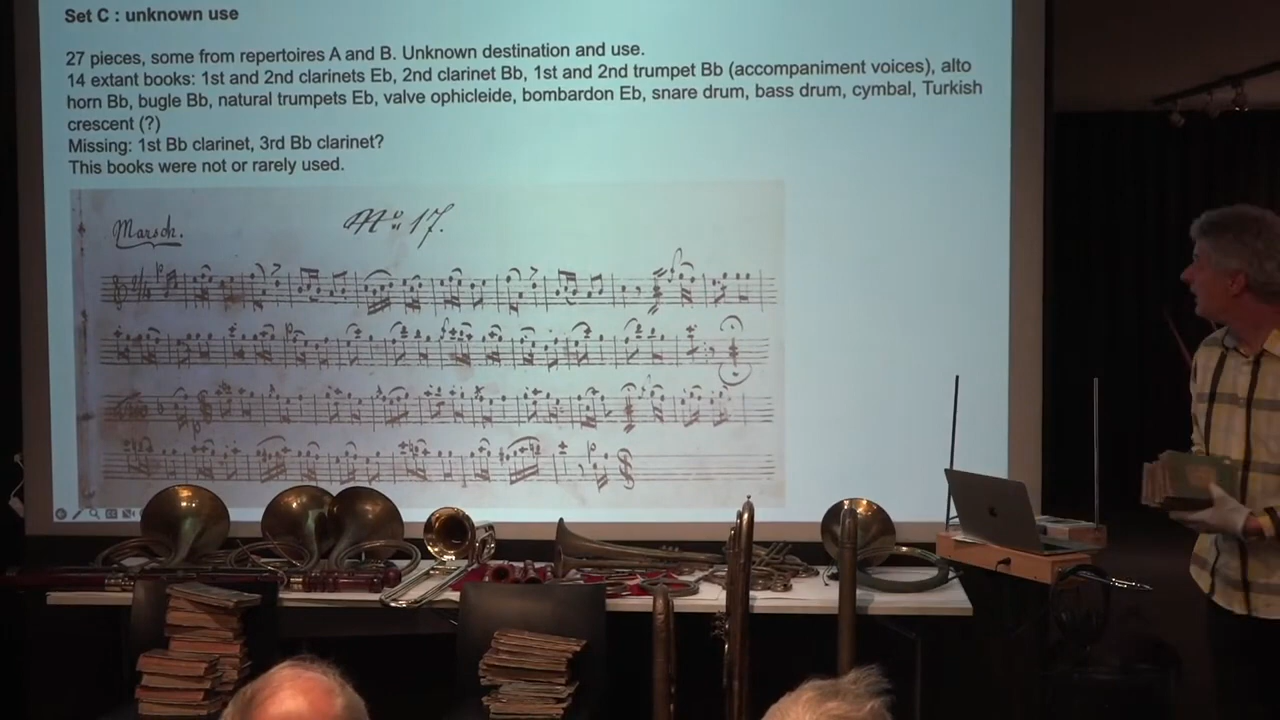 Set C : unknown use
27 pieces, some from repertoires A and B. Unknown destination and use.
14 extant books: 1st and 2nd clarinets Eb, 2nd clarinet Bb, 1st and 2nd trumpet Bb (accompaniment voices), alto
horn Bb, bugle Bb, natural trumpets Eb, valve ophicleide, bombardon Eb, snare drum, bass drum, cymbal, Turkish
crescent (?)
Missing: 1st Bb clarinet, 3rd Bb clarinet?
This books were not or rarely used.
Marsch. No. 17.
2/4